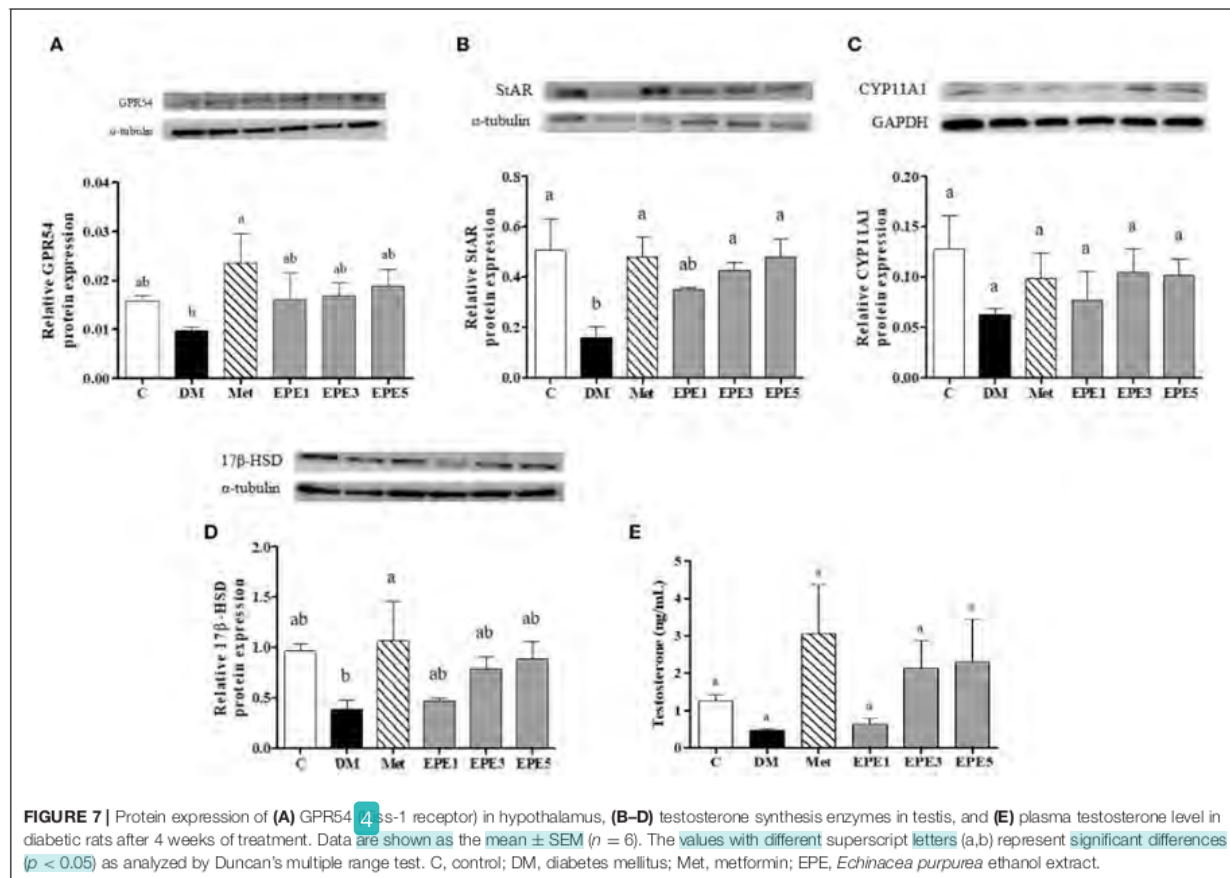 A
GPR54
α-tubulin
Relative GPR54
protein expression
0.04
0.03
0.02
0.01
0.00
ab
b
a
ab
ab
ab
C DM Met EPE1 EPE3 EPE5
B
StAR
α-tubulin
Relative StAR
protein expression
0.8
0.6
0.4
0.2
0.0
a
b
a
ab
a
a
C DM Met EPE1 EPE3 EPE5
C
CYP11A1
GAPDH
Relative CYP11A1
protein expression
0.20
0.15
0.10
0.05
0.00
a
a
a
a
a
a
C DM Met EPE1 EPE3 EPE5
17β-HSD
α-tubulin
D
Relative 17β-HSD
protein expression
2.0
1.5
1.0
0.5
0.0
ab
b
a
ab
ab
ab
C DM Met EPE1 EPE3 EPE5
E
Testosterone (ng/mL)
5
4
3
2
1
0
a
a
a
a
a
a
C DM Met EPE1 EPE3 EPE5
4
FIGURE 7 | Protein expression of (A) GPR54 ss-1 receptor) in hypothalamus, (B–D) testosterone synthesis enzymes in testis, and (E) plasma testosterone level in
diabetic rats after 4 weeks of treatment. Data are shown as the mean ± SEM (n = 6). The values with different superscript letters (a,b) represent significant differences
(p < 0.05) as analyzed by Duncan's multiple range test. C, control; DM, diabetes mellitus; Met, metformin; EPE, Echinacea purpurea ethanol extract.